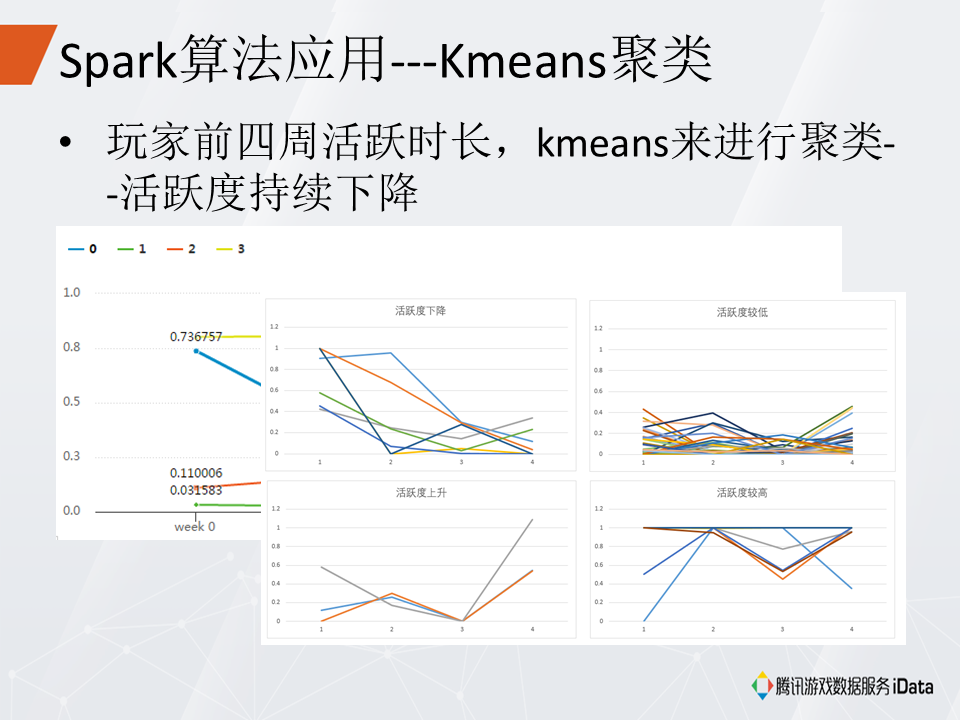 Spark算法应用---Kmeans聚类
• 玩家前四周活跃时长，kmeans来进行聚类-
-活跃度持续下降
0 1 2 3
1.0
0.8
0.5
0.3
0.0
0.736757
0.110006
0.031583
week 0
活跃度下降
1.2
1
0.8
0.6
0.4
0.2
0
1 2 3 4
活跃度较低
1.2
1
0.8
0.6
0.4
0.2
0
1 2 3 4
活跃度上升
1.2
1
0.8
0.6
0.4
0.2
0
1 2 3 4
活跃度较高
1.2
1
0.8
0.6
0.4
0.2
0
1 2 3 4
腾讯游戏数据服务 iData